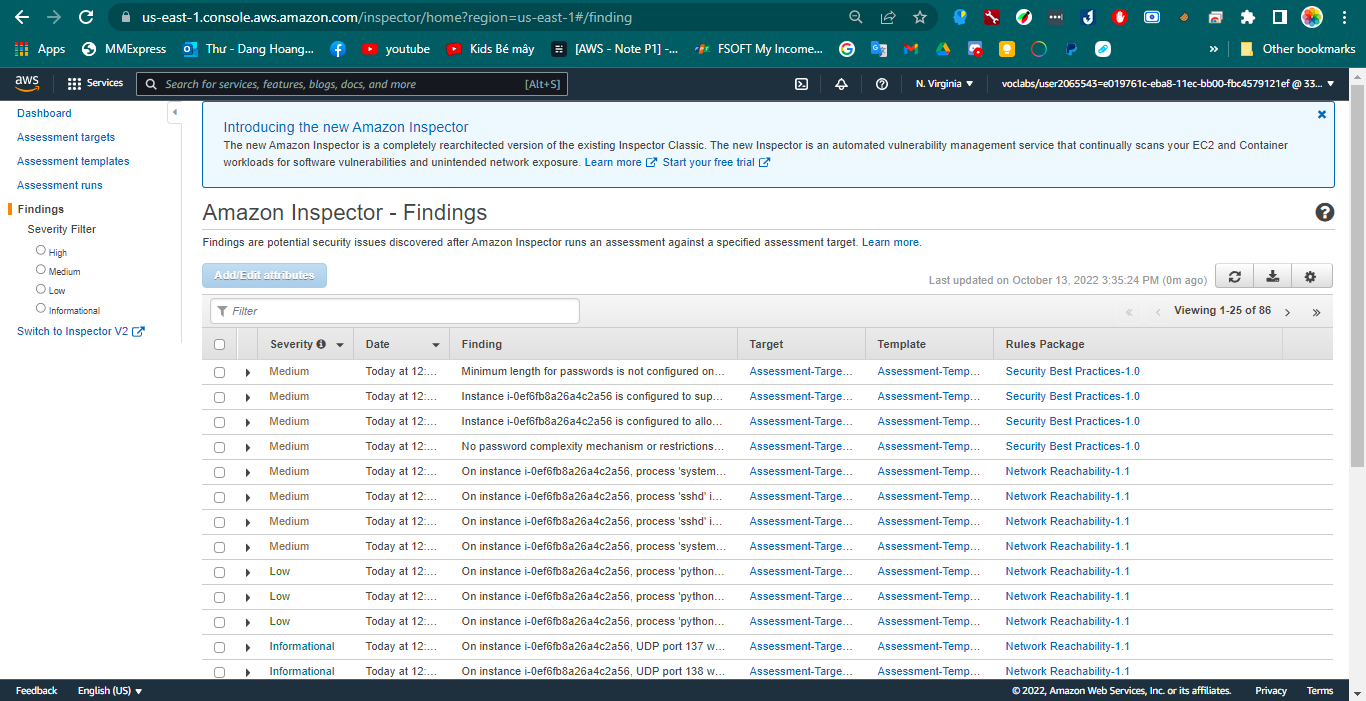 us-east-1.console.aws.amazon.com/inspector/home?region=us-east-1#/finding
Apps MMExpress Thư - Dang Hoang... youtube Kids Bé mây [AWS - Note P1] -... FSOFT My Income... » Other bookmarks
aws Services Search for services, features, blogs, docs, and more [Alt+S] N. Virginia voclabs/user2065543=e019761c-eba8-11ec-bb00-fbc4579121ef @ 33...
Dashboard
Assessment targets
Assessment templates
Assessment runs
Findings
Severity Filter
High
Medium
Low
Informational
Switch to Inspector V2
Introducing the new Amazon Inspector
The new Amazon Inspector is a completely rearchitected version of the existing Inspector Classic. The new Inspector is an automated vulnerability management service that continually scans your EC2 and Container
workloads for software vulnerabilities and unintended network exposure. Learn more Start your free trial
Amazon Inspector - Findings
Findings are potential security issues discovered after Amazon Inspector runs an assessment against a specified assessment target. Learn more.
Add/Edit attributes Last updated on October 13, 2022 3:35:24 PM (0m ago)
Filter « ‹ Viewing 1-25 of 86 › »
Severity Date Finding Target Template Rules Package
Medium Today at 12:... Minimum length for passwords is not configured on... Assessment-Targe... Assessment-Temp... Security Best Practices-1.0
Medium Today at 12:... Instance i-0ef6fb8a26a4c2a56 is configured to sup... Assessment-Targe... Assessment-Temp... Security Best Practices-1.0
Medium Today at 12:... Instance i-0ef6fb8a26a4c2a56 is configured to allo... Assessment-Targe... Assessment-Temp... Security Best Practices-1.0
Medium Today at 12:... No password complexity mechanism or restrictions... Assessment-Targe... Assessment-Temp... Security Best Practices-1.0
Medium Today at 12:... On instance i-0ef6fb8a26a4c2a56, process 'system... Assessment-Targe... Assessment-Temp... Network Reachability-1.1
Medium Today at 12:... On instance i-0ef6fb8a26a4c2a56, process 'sshd' i... Assessment-Targe... Assessment-Temp... Network Reachability-1.1
Medium Today at 12:... On instance i-0ef6fb8a26a4c2a56, process 'sshd' i... Assessment-Targe... Assessment-Temp... Network Reachability-1.1
Medium Today at 12:... On instance i-0ef6fb8a26a4c2a56, process 'system... Assessment-Targe... Assessment-Temp... Network Reachability-1.1
Low Today at 12:... On instance i-0ef6fb8a26a4c2a56, process 'python... Assessment-Targe... Assessment-Temp... Network Reachability-1.1
Low Today at 12:... On instance i-0ef6fb8a26a4c2a56, process 'python... Assessment-Targe... Assessment-Temp... Network Reachability-1.1
Low Today at 12:... On instance i-0ef6fb8a26a4c2a56, process 'python... Assessment-Targe... Assessment-Temp... Network Reachability-1.1
Informational Today at 12:... On instance i-0ef6fb8a26a4c2a56, UDP port 137 w... Assessment-Targe... Assessment-Temp... Network Reachability-1.1
Informational Today at 12:... On instance i-0ef6fb8a26a4c2a56, UDP port 138 w... Assessment-Targe... Assessment-Temp... Network Reachability-1.1
Feedback English (US) © 2022, Amazon Web Services, Inc. or its affiliates. Privacy Terms